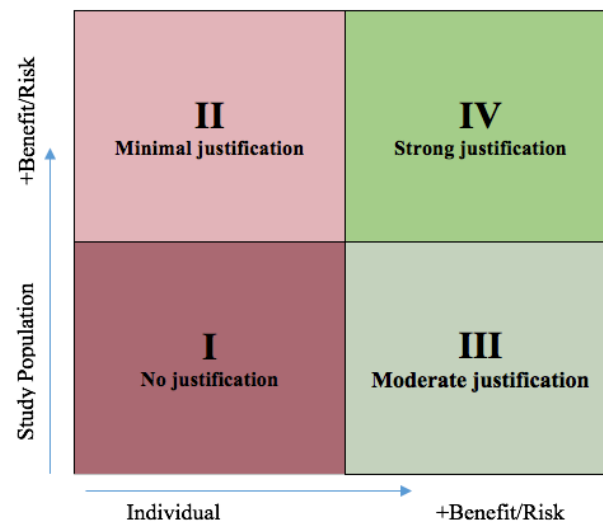 +Benefit/Risk
Study Population
II
Minimal justification
IV
Strong justification
I
No justification
III
Moderate justification
Individual
+Benefit/Risk